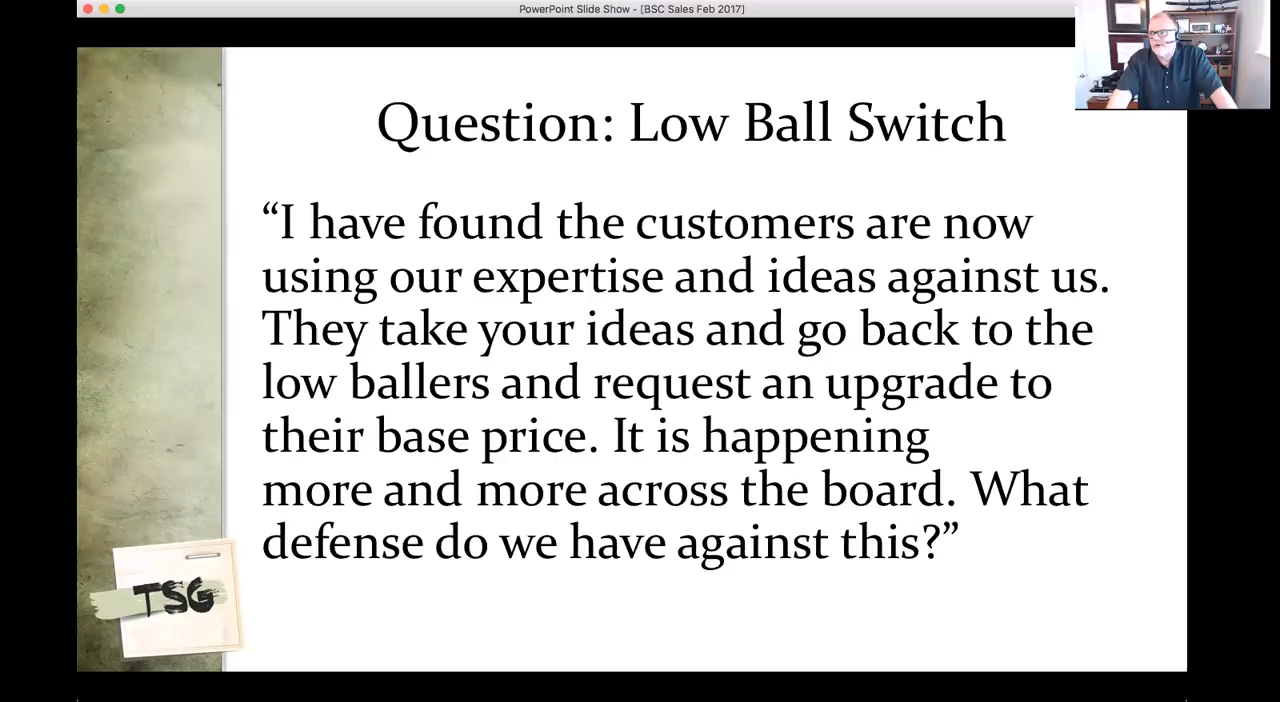 PowerPoint Slide Show - [BSC Sales Feb 2017]
Question: Low Ball Switch
“I have found the customers are now
using our expertise and ideas against us.
They take your ideas and go back to the
low ballers and request an upgrade to
their base price. It is happening
more and more across the board. What
defense do we have against this?”
TSG